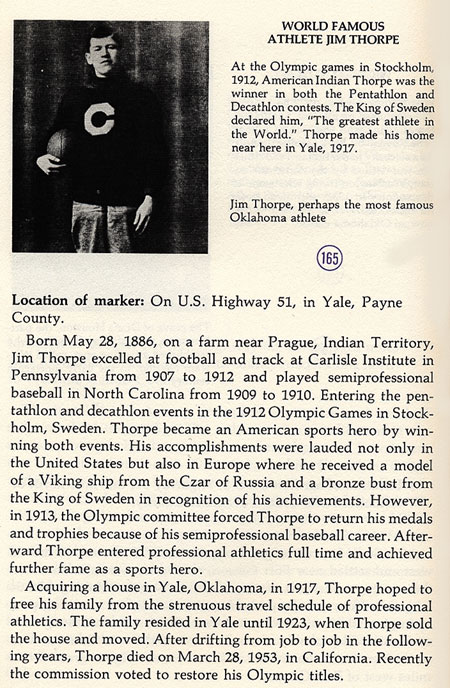 WORLD FAMOUS
ATHLETE JIM THORPE
At the Olympic games in Stockholm,
1912, American Indian Thorpe was the
winner in both the Pentathlon and
Decathlon contests. The King of Sweden
declared him, "The greatest athlete in
the World." Thorpe made his home
near here in Yale, 1917.
C
Jim Thorpe, perhaps the most famous
Oklahoma athlete
165
Location of marker: On U.S. Highway 51, in Yale, Payne
County.
Born May 28, 1886, on a farm near Prague, Indian Territory,
Jim Thorpe excelled at football and track at Carlisle Institute in
Pennsylvania from 1907 to 1912 and played semiprofessional
baseball in North Carolina from 1909 to 1910. Entering the pen-
tathlon and decathlon events in the 1912 Olympic Games in Stock-
holm, Sweden. Thorpe became an American sports hero by win-
ning both events. His accomplishments were lauded not only in
the United States but also in Europe where he received a model
of a Viking ship from the Czar of Russia and a bronze bust from
the King of Sweden in recognition of his achievements. However,
in 1913, the Olympic committee forced Thorpe to return his medals
and trophies because of his semiprofessional baseball career. After-
ward Thorpe entered professional athletics full time and achieved
further fame as a sports hero.
Acquiring a house in Yale, Oklahoma, in 1917, Thorpe hoped to
free his family from the strenuous travel schedule of professional
athletics. The family resided in Yale until 1923, when Thorpe sold
the house and moved. After drifting from job to job in the follow-
ing years, Thorpe died on March 28, 1953, in California. Recently
the commission voted to restore his Olympic titles.